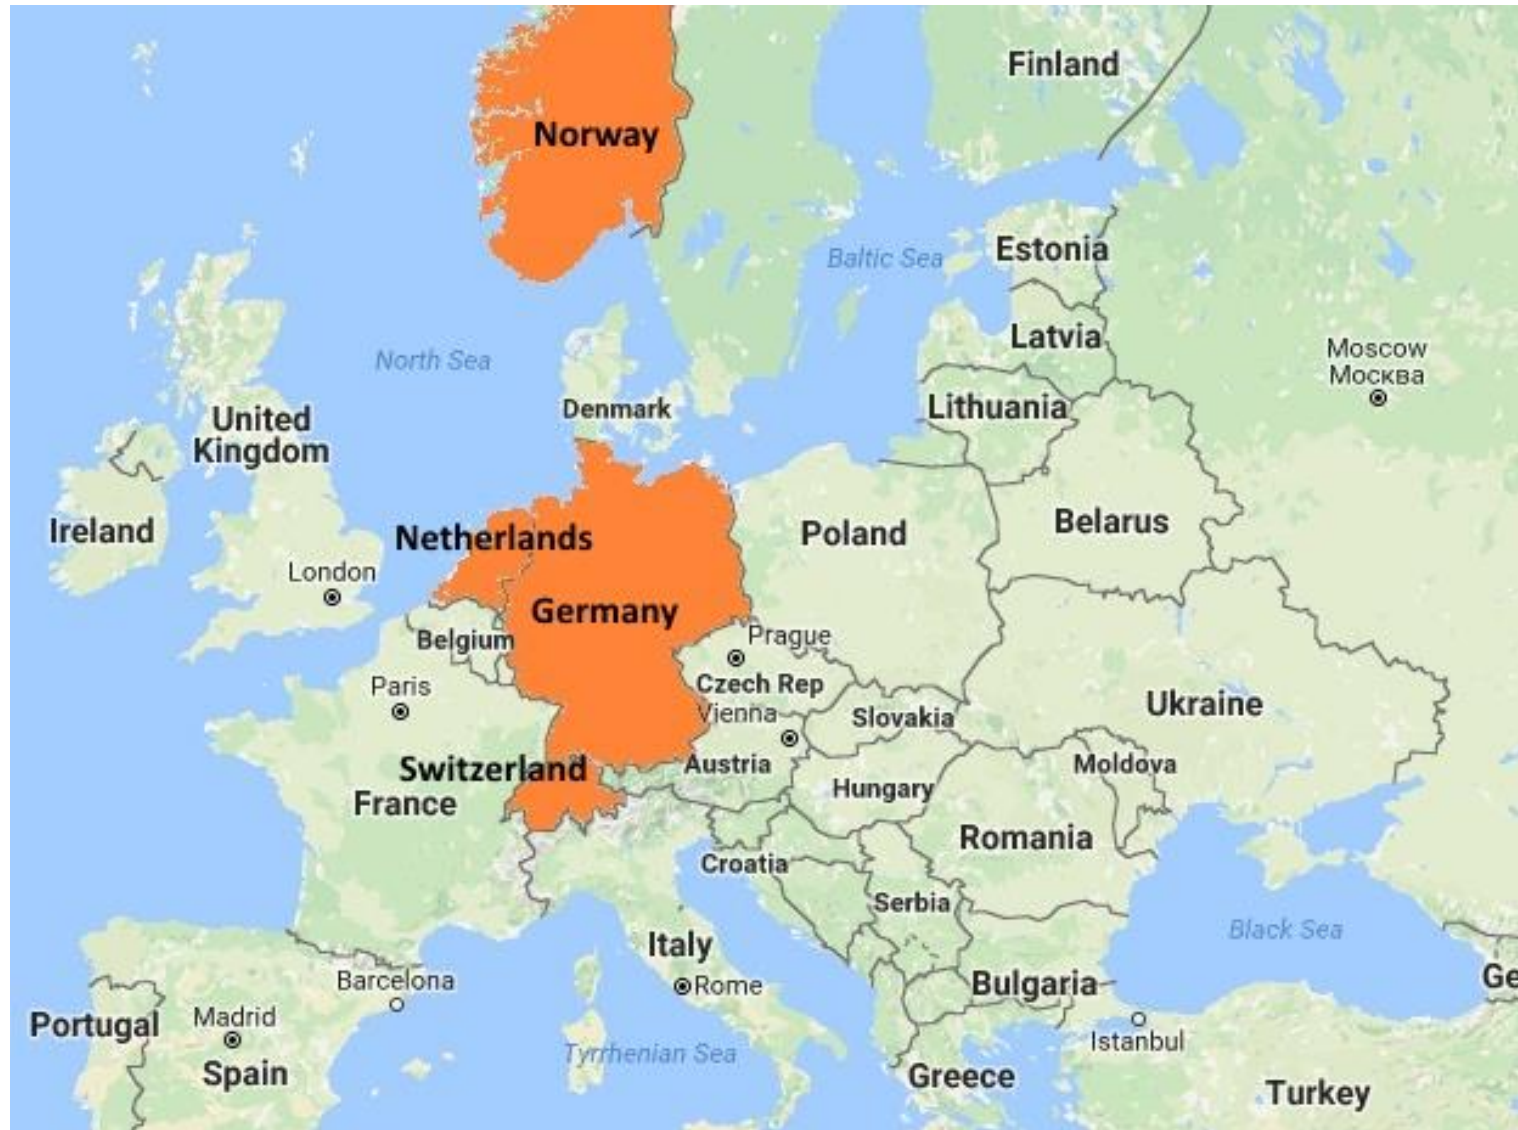 Finland
Norway
Estonia
Baltic Sea
Latvia
North Sea
Moscow
Москва
Denmark
Lithuania
United
Kingdom
Ireland
Netherlands
Poland
Belarus
London
Germany
Belgium
Prague
Paris
Czech Rep
Vienna
Slovakia
Ukraine
Switzerland
Austria
Moldova
France
Hungary
Romania
Croatia
Serbia
Black Sea
Italy
Barcelona
Rome
Bulgaria
Ge
Portugal
Madrid
Istanbul
Tyrrhenian Sea
Spain
Greece
Turkey